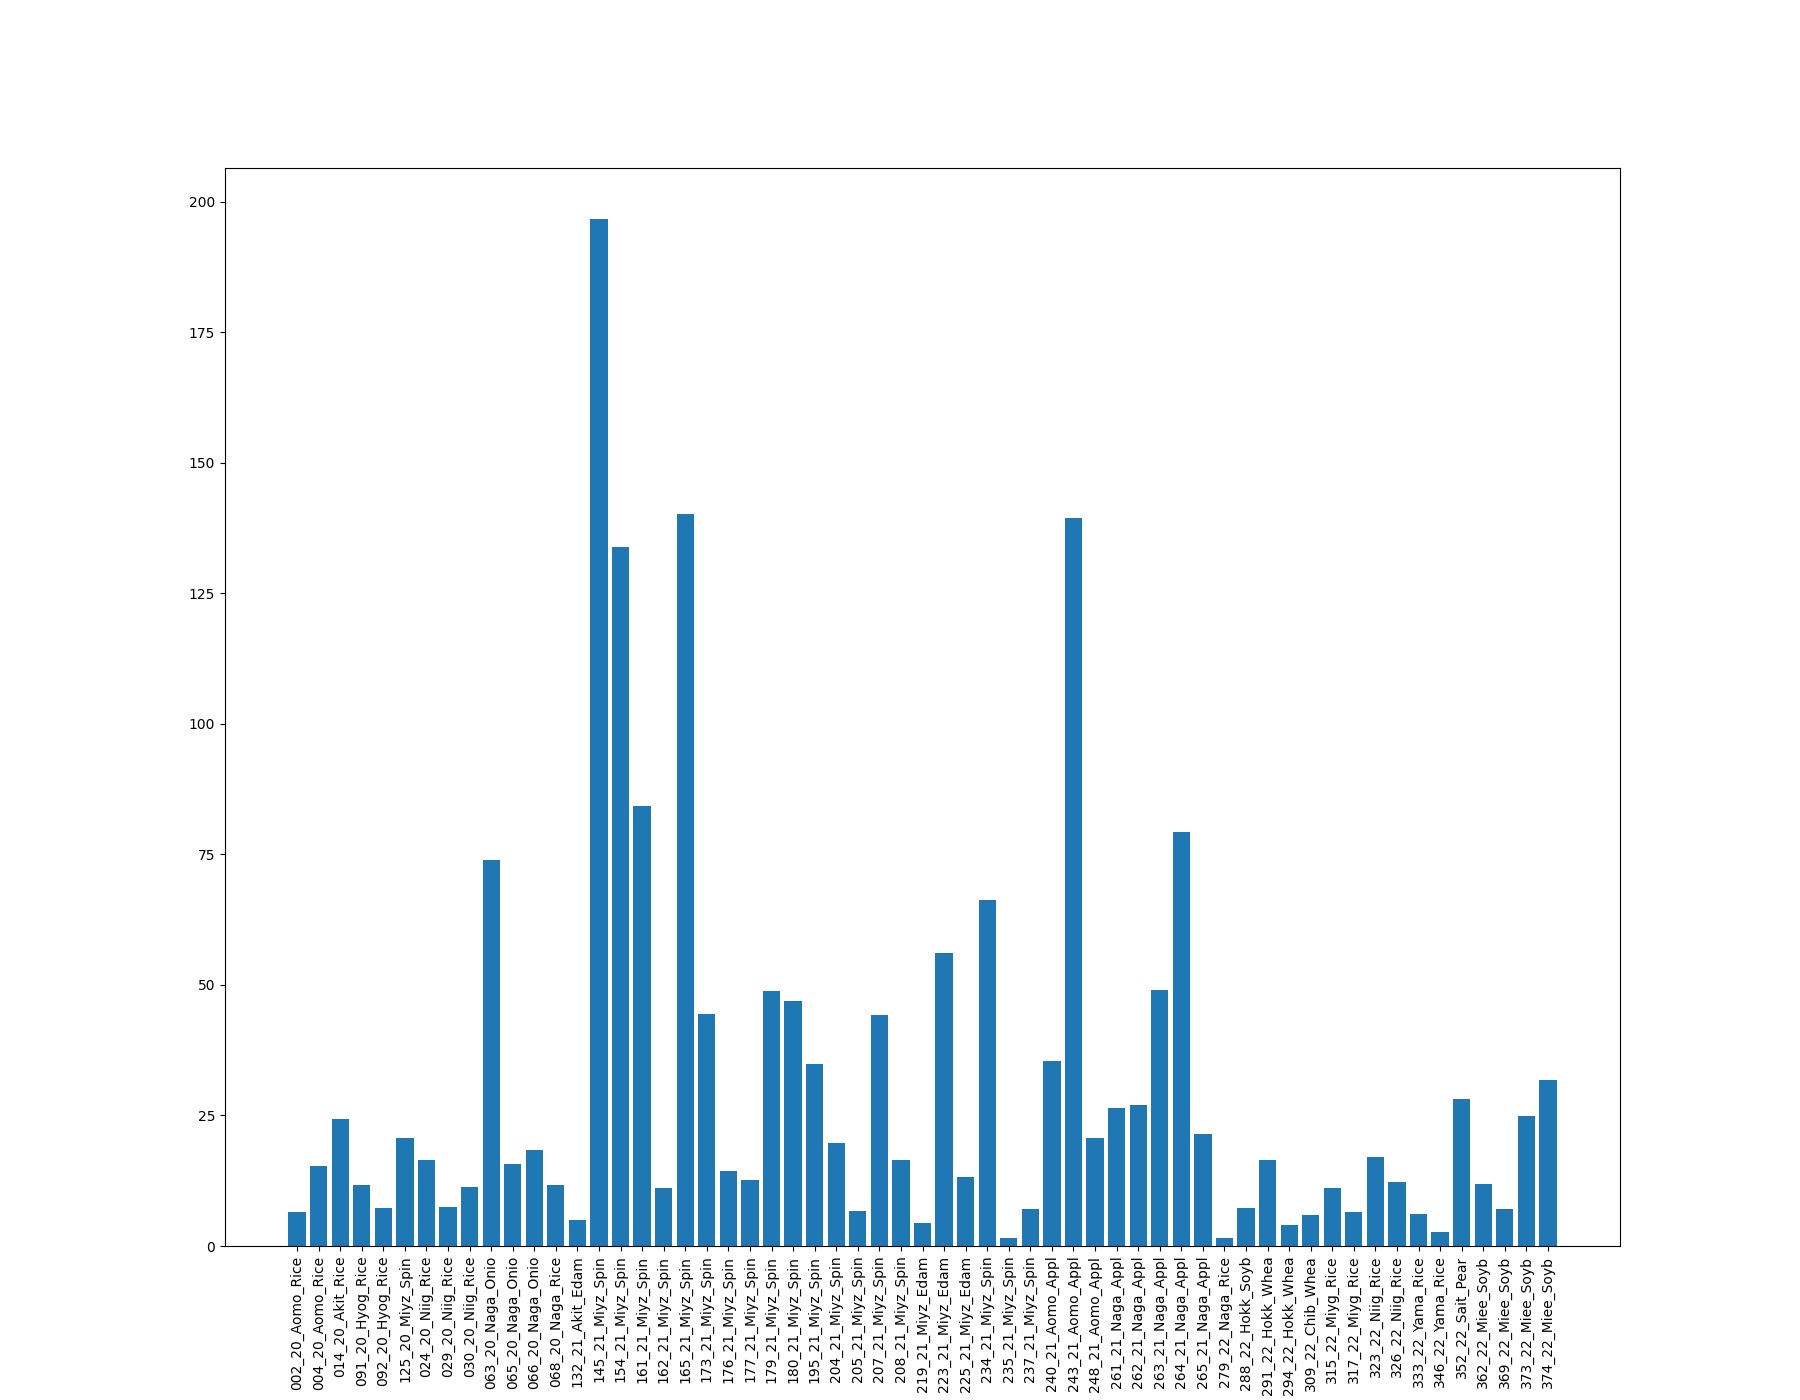 200
175
150
125
100
75
50
25
0
002_20_Aomo_Rice
004_20_Aomo_Rice
014_20_Akit_Rice
091_20_Hyog_Rice
092_20_Hyog_Rice
125_20_Miyz_Spin
024_20_Niig_Rice
029_20_Niig_Rice
030_20_Niig_Rice
063_20_Naga_Onio
065_20_Naga_Onio
066_20_Naga_Onio
068_20_Naga_Rice
132_21_Akit_Edam
145_21_Miyz_Spin
154_21_Miyz_Spin
161_21_Miyz_Spin
162_21_Miyz_Spin
165_21_Miyz_Spin
173_21_Miyz_Spin
176_21_Miyz_Spin
177_21_Miyz_Spin
179_21_Miyz_Spin
180_21_Miyz_Spin
195_21_Miyz_Spin
204_21_Miyz_Spin
205_21_Miyz_Spin
207_21_Miyz_Spin
208_21_Miyz_Spin
219_21_Miyz_Edam
223_21_Miyz_Edam
225_21_Miyz_Edam
234_21_Miyz_Spin
235_21_Miyz_Spin
237_21_Miyz_Spin
240_21_Aomo_Appl
243_21_Aomo_Appl
248_21_Aomo_Appl
261_21_Naga_Appl
262_21_Naga_Appl
263_21_Naga_Appl
264_21_Naga_Appl
265_21_Naga_Appl
279_22_Naga_Rice
288_22_Hokk_Soyb
291_22_Hokk_Whea
294_22_Hokk_Whea
309_22_Chib_Whea
315_22_Miyg_Rice
317_22_Miyg_Rice
323_22_Niig_Rice
326_22_Niig_Rice
333_22_Yama_Rice
346_22_Yama_Rice
352_22_Sait_Pear
362_22_Miee_Soyb
369_22_Miee_Soyb
373_22_Miee_Soyb
374_22_Miee_Soyb